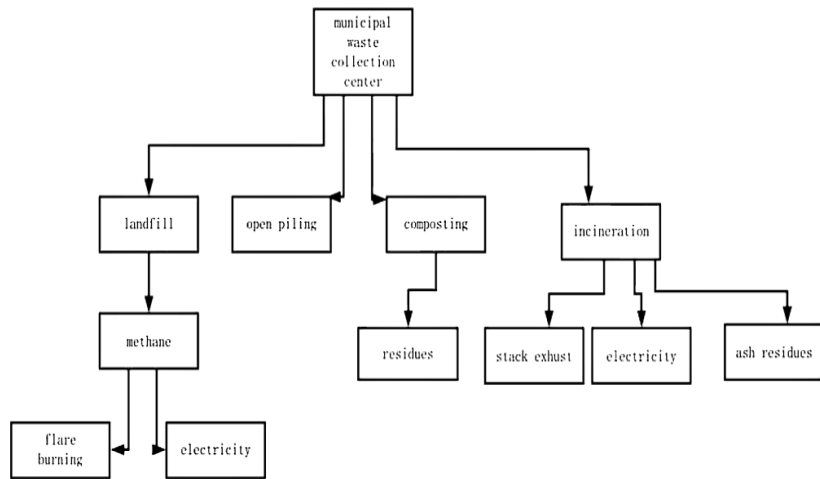 municipal
waste
collection
center
landfill
open piling
composting
incineration
methane
residues
stack exhust
electricity
ash residues
flare
burning
electricity